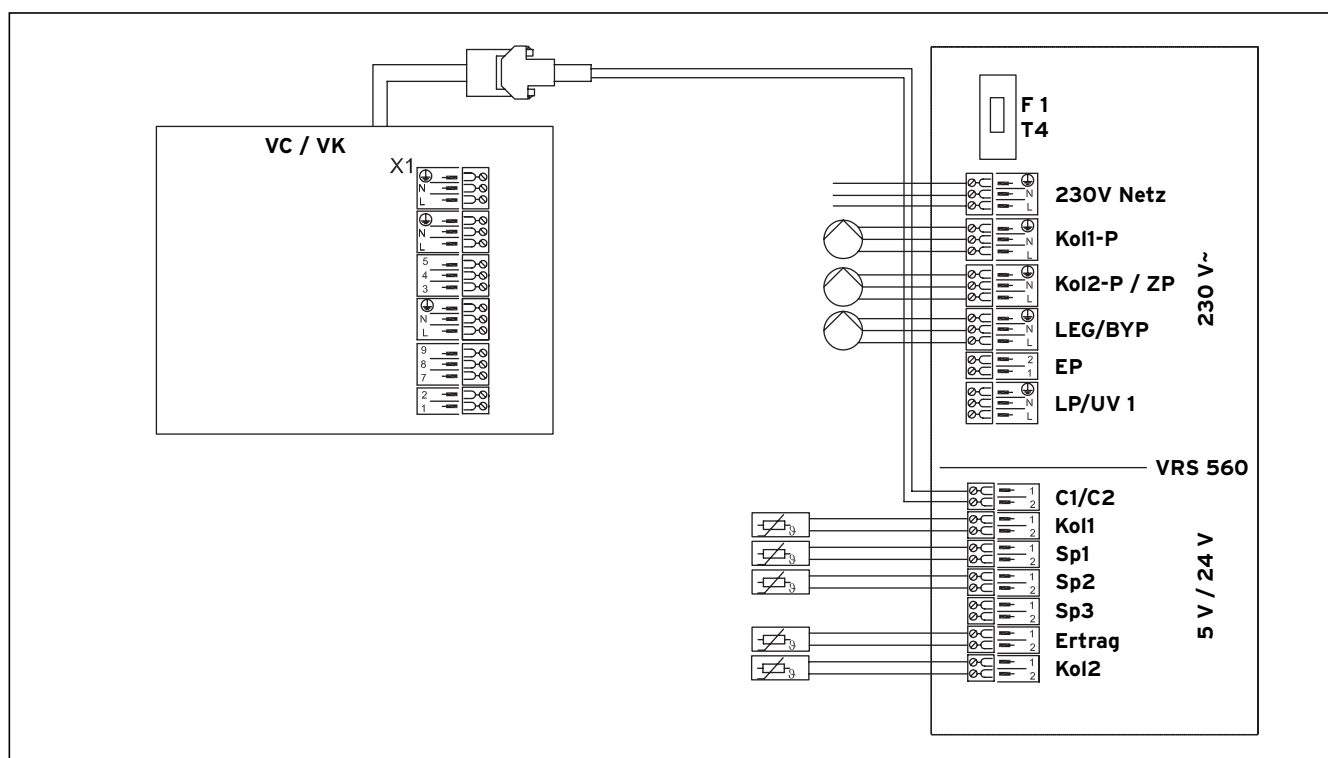 VC / VK
X1
N
L
N
L
5
4
3
N
L
9
8
7
2
1
F 1
T4
N
L
230V Netz
N
L
Kol1-P
N
L
Kol2-P / ZP
N
L
LEG/BYP
2
1
EP
N
L
LP/UV 1
230 V~
VRS 560
1
2
C1/C2
ϑ
1
2
Kol1
ϑ
1
2
Sp1
ϑ
1
2
Sp2
1
2
Sp3
ϑ
1
2
Ertrag
ϑ
1
2
Kol2
5 V / 24 V